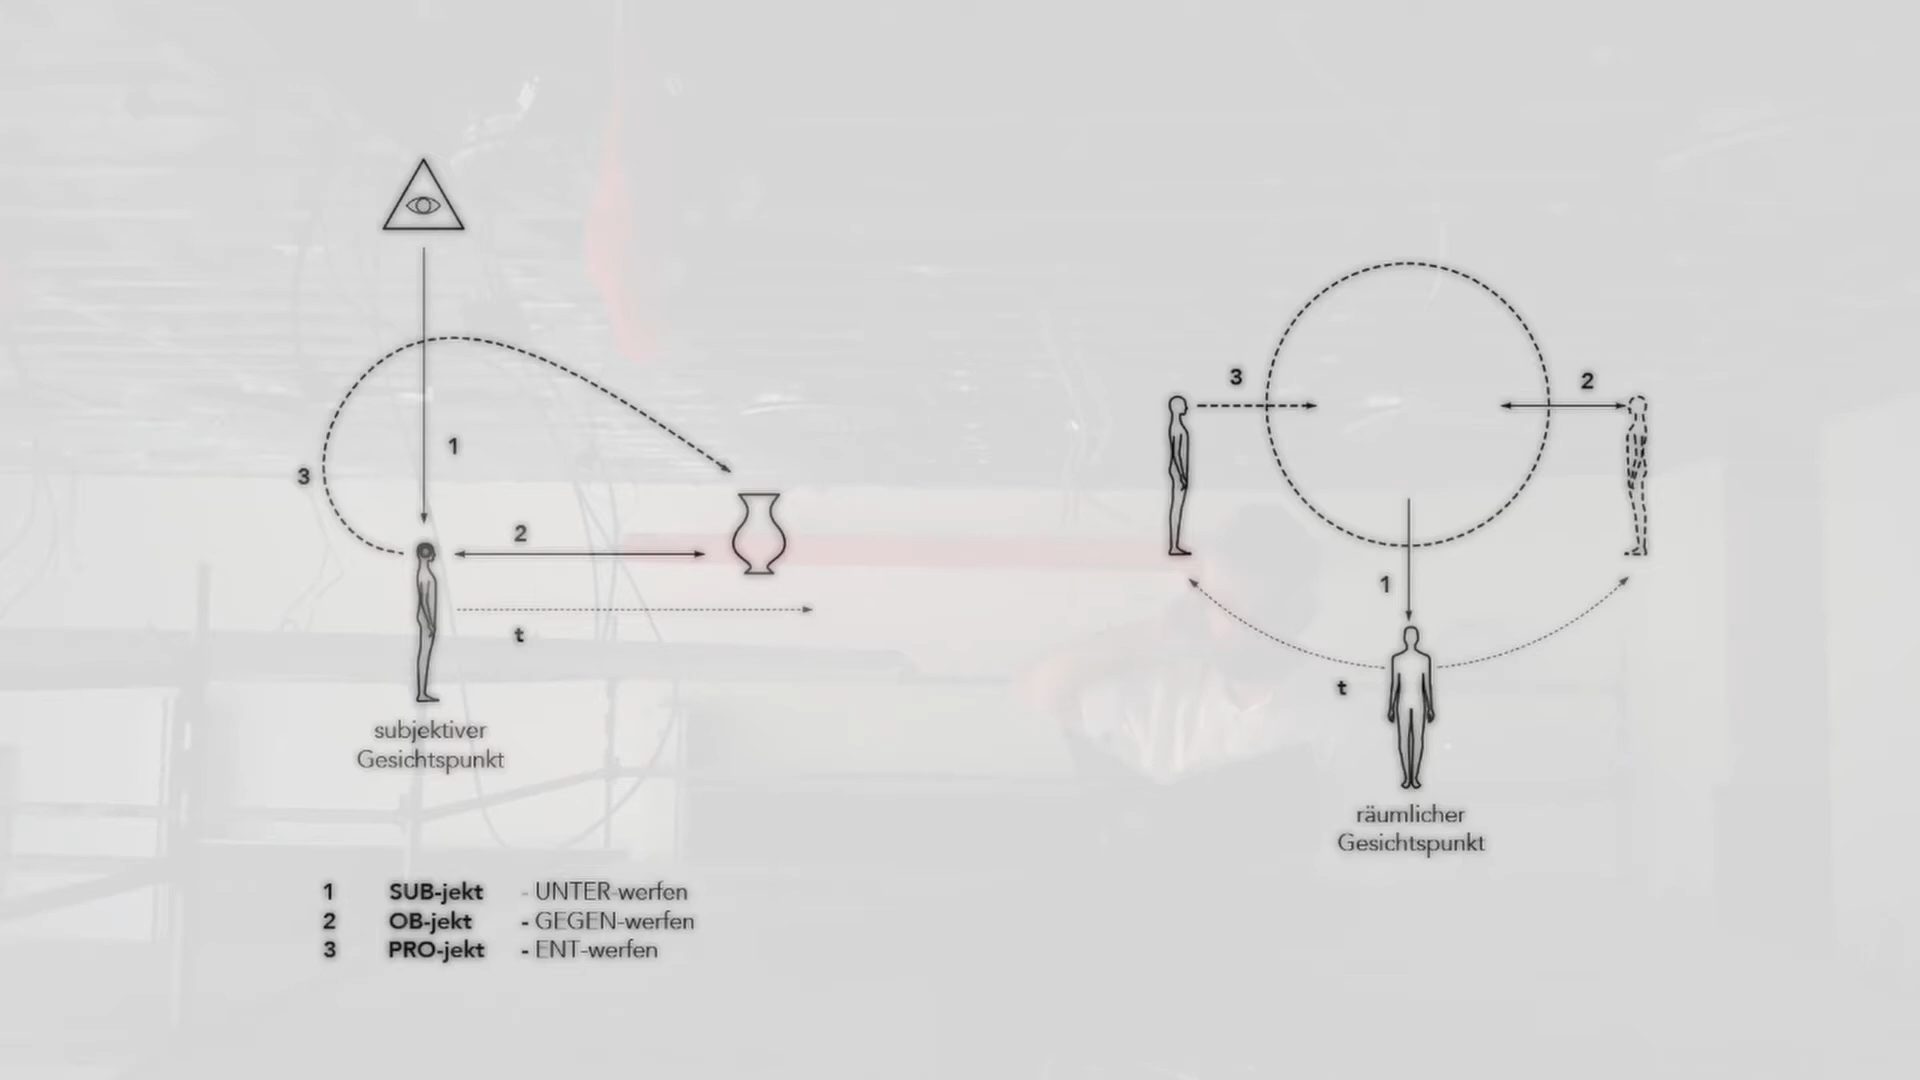 1
3
2
t
subjektiver
Gesichtspunkt
3
2
1
t
räumlicher
Gesichtspunkt
1 SUB-jekt - UNTER-werfen
2 OB-jekt - GEGEN-werfen
3 PRO-jekt - ENT-werfen